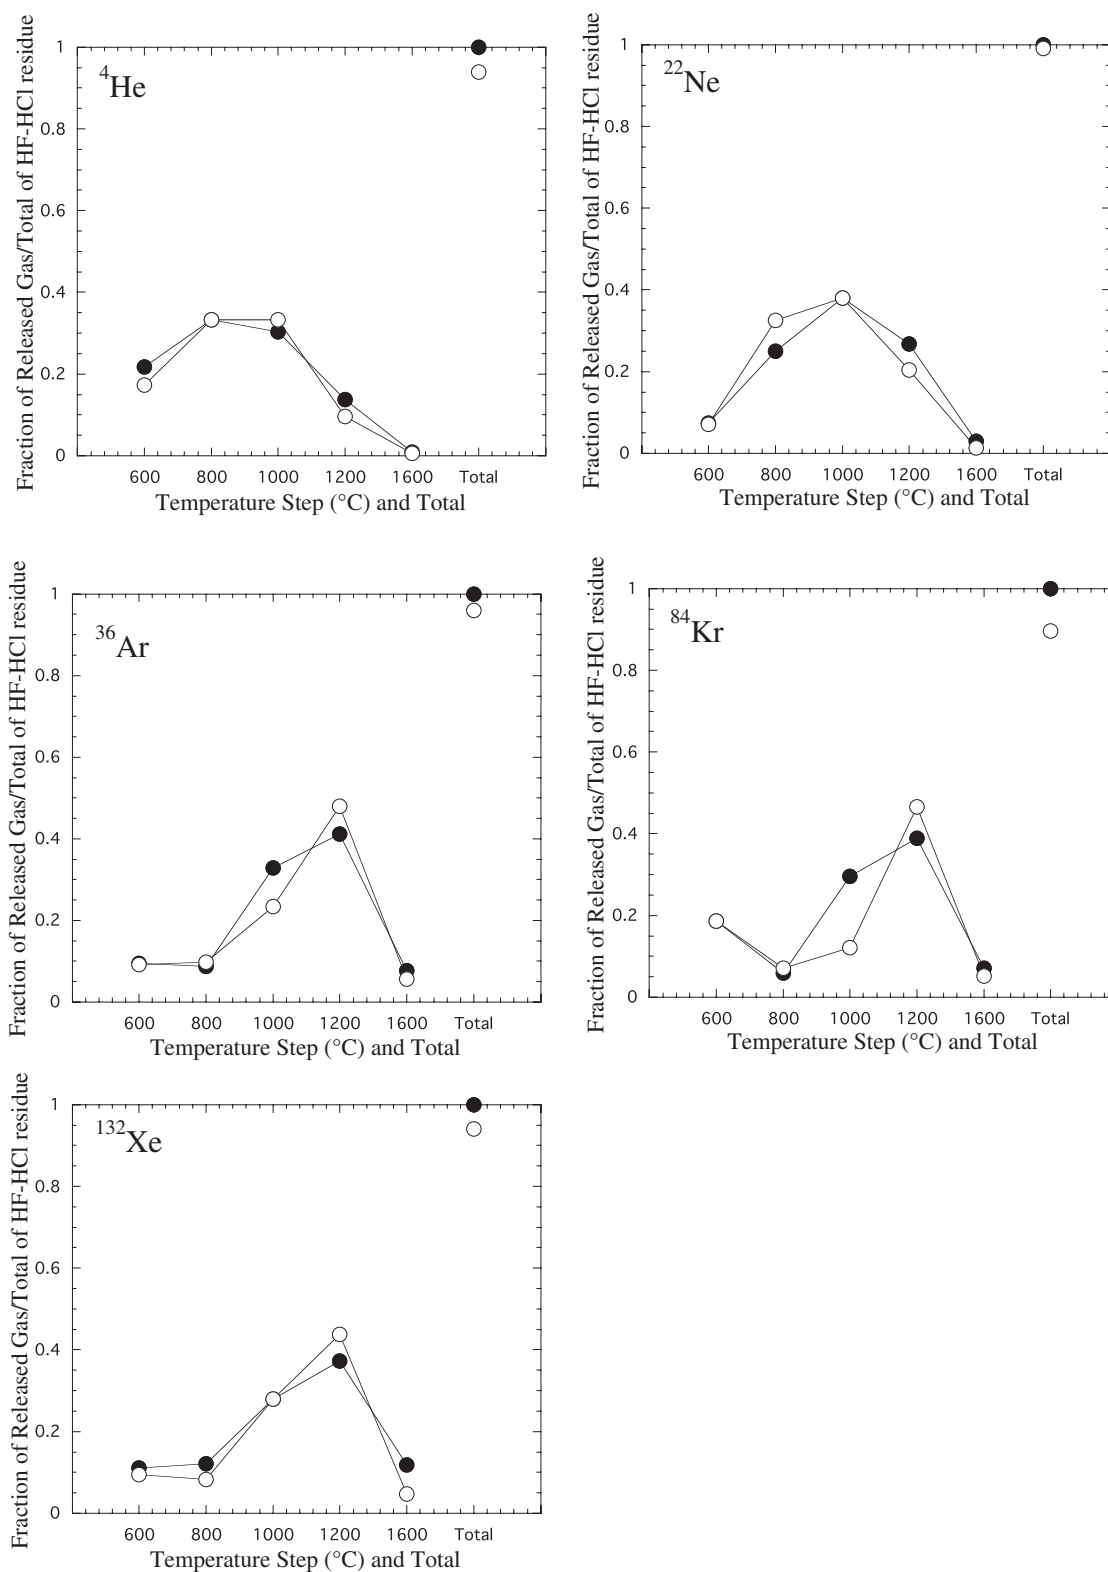 Fraction of Released Gas/Total of HF-HCl residue
4He
1
0.8
0.6
0.4
0.2
0
600 800 1000 1200 1600 Total
Temperature Step (°C) and Total
Fraction of Released Gas/Total of HF-HCl residue
22Ne
1
0.8
0.6
0.4
0.2
0
600 800 1000 1200 1600 Total
Temperature Step (°C) and Total
Fraction of Released Gas/Total of HF-HCl residue
36Ar
1
0.8
0.6
0.4
0.2
0
600 800 1000 1200 1600 Total
Temperature Step (°C) and Total
Fraction of Released Gas/Total of HF-HCl residue
84Kr
1
0.8
0.6
0.4
0.2
0
600 800 1000 1200 1600 Total
Temperature Step (°C) and Total
Fraction of Released Gas/Total of HF-HCl residue
132Xe
1
0.8
0.6
0.4
0.2
0
600 800 1000 1200 1600 Total
Temperature Step (°C) and Total